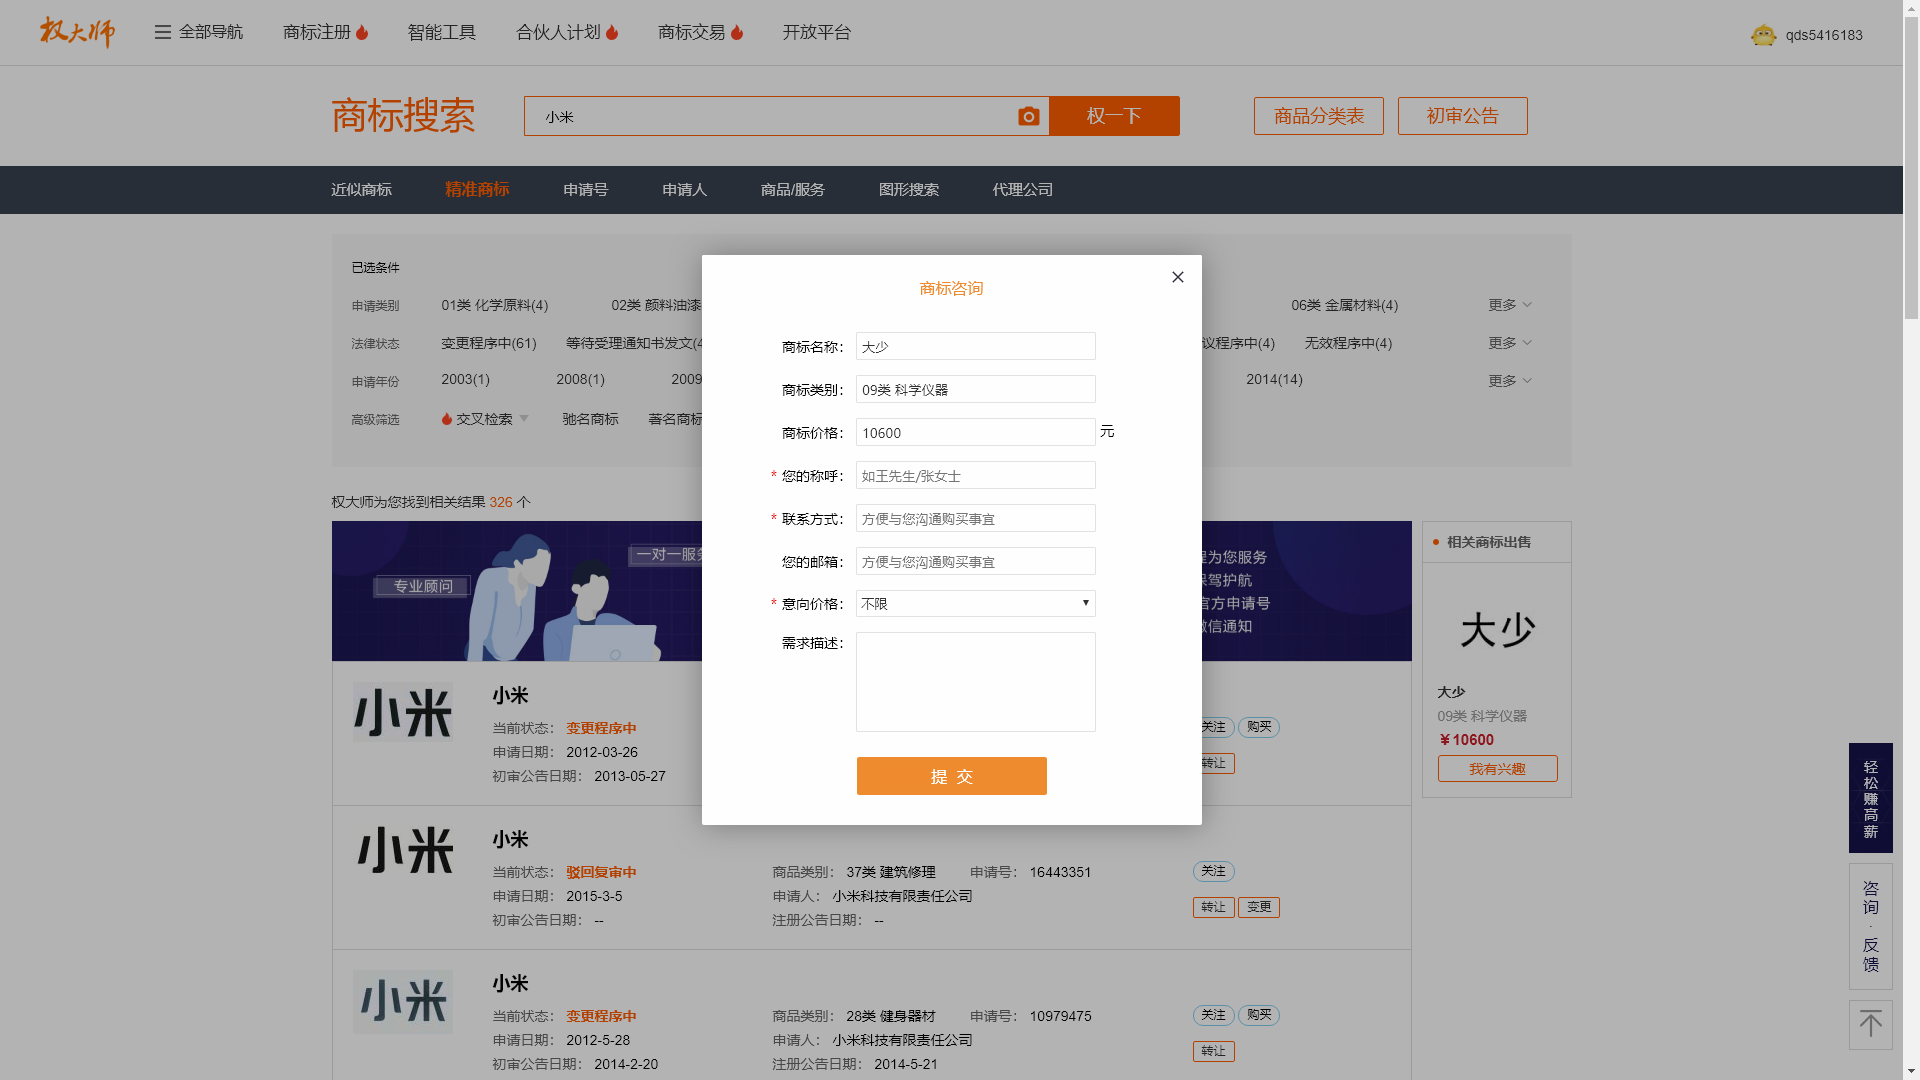 权大师
全部导航
商标注册
智能工具
合伙人计划
商标交易
开放平台
qds5416183
商标搜索
小米
权一下
商品分类表
初审公告
近似商标
精准商标
申请号
申请人
商品/服务
图形搜索
代理公司
已选条件
申请类别
01类 化学原料(4)
02类 颜料油漆
06类 金属材料(4)
更多
法律状态
变更程序中(61)
等待受理通知书发文(4
议程序中(4)
无效程序中(4)
更多
申请年份
2003(1)
2008(1)
2009
2014(14)
更多
高级筛选
交叉检索
驰名商标
著名商标
权大师为您找到相关结果 326 个
专业顾问
一对一服务
为您服务
驾护航
官方申请号
微信通知
商标咨询
商标名称：
大少
商标类别：
09类 科学仪器
商标价格：
10600
元
* 您的称呼：
如王先生/张女士
* 联系方式：
方便与您沟通购买事宜
您的邮箱：
方便与您沟通购买事宜
* 意向价格：
不限
需求描述：
提 交
小米
小米
当前状态： 变更程序中
申请日期： 2012-03-26
初审公告日期： 2013-05-27
关注
购买
转让
小米
小米
当前状态： 驳回复审中
商品类别： 37类 建筑修理
申请号： 16443351
申请日期： 2015-3-5
申请人： 小米科技有限责任公司
初审公告日期： --
注册公告日期： --
关注
转让
变更
小米
小米
当前状态： 变更程序中
商品类别： 28类 健身器材
申请号： 10979475
申请日期： 2012-5-28
申请人： 小米科技有限责任公司
初审公告日期： 2014-2-20
注册公告日期： 2014-5-21
关注
购买
转让
相关商标出售
大少
大少
09类 科学仪器
¥10600
我有兴趣
轻松赚高薪
咨询·反馈